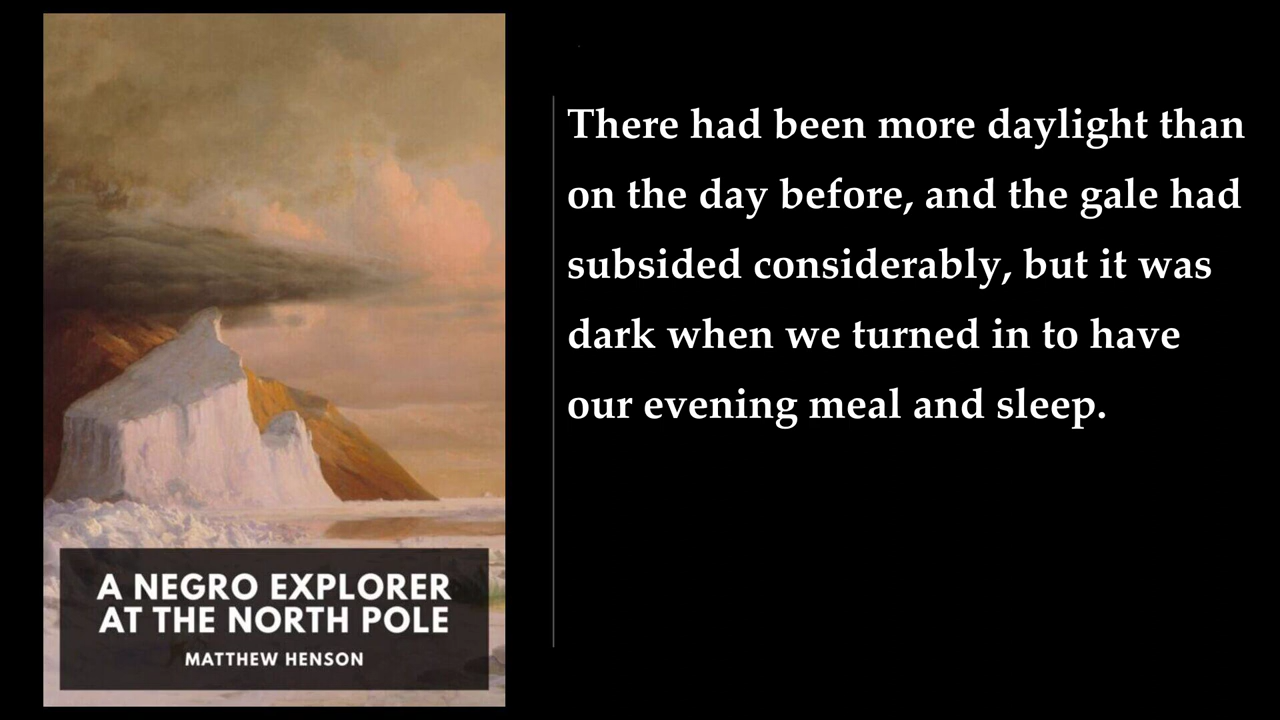 There had been more daylight than
on the day before, and the gale had
subsided considerably, but it was
dark when we turned in to have
our evening meal and sleep.
A NEGRO EXPLORER
AT THE NORTH POLE
MATTHEW HENSON